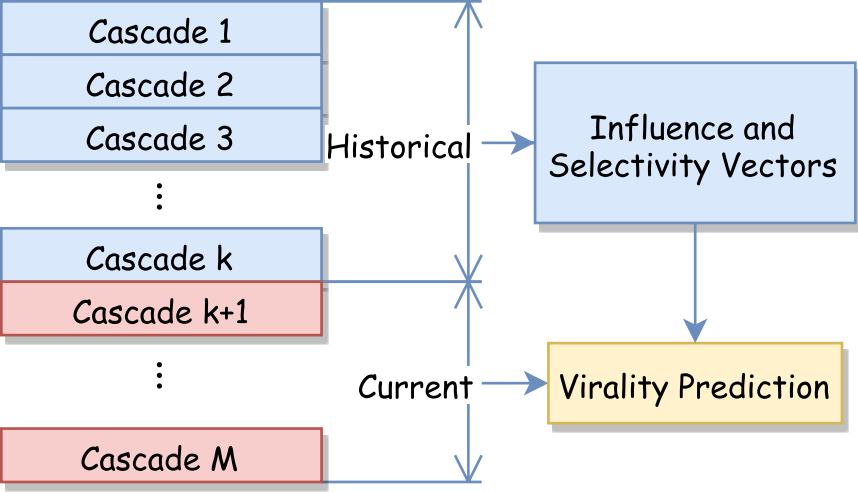 Cascade 1
Cascade 2
Cascade 3
⋮
Cascade k
Cascade k+1
⋮
Cascade M
Historical
Current
Influence and
Selectivity Vectors
Virality Prediction